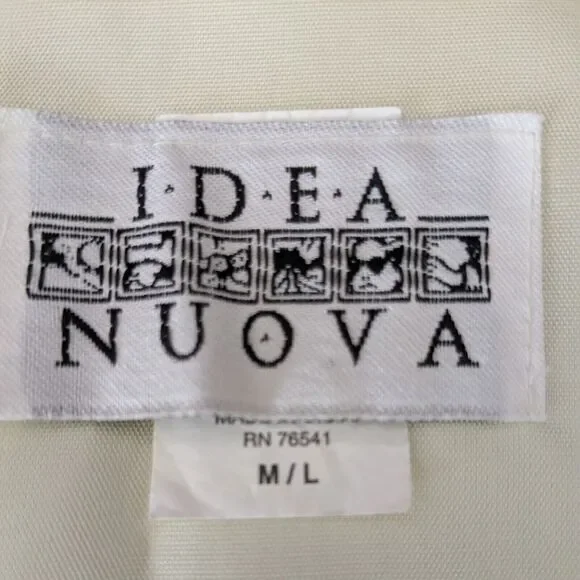 I·D·E·A
NUOVA
RN 76541
M / L